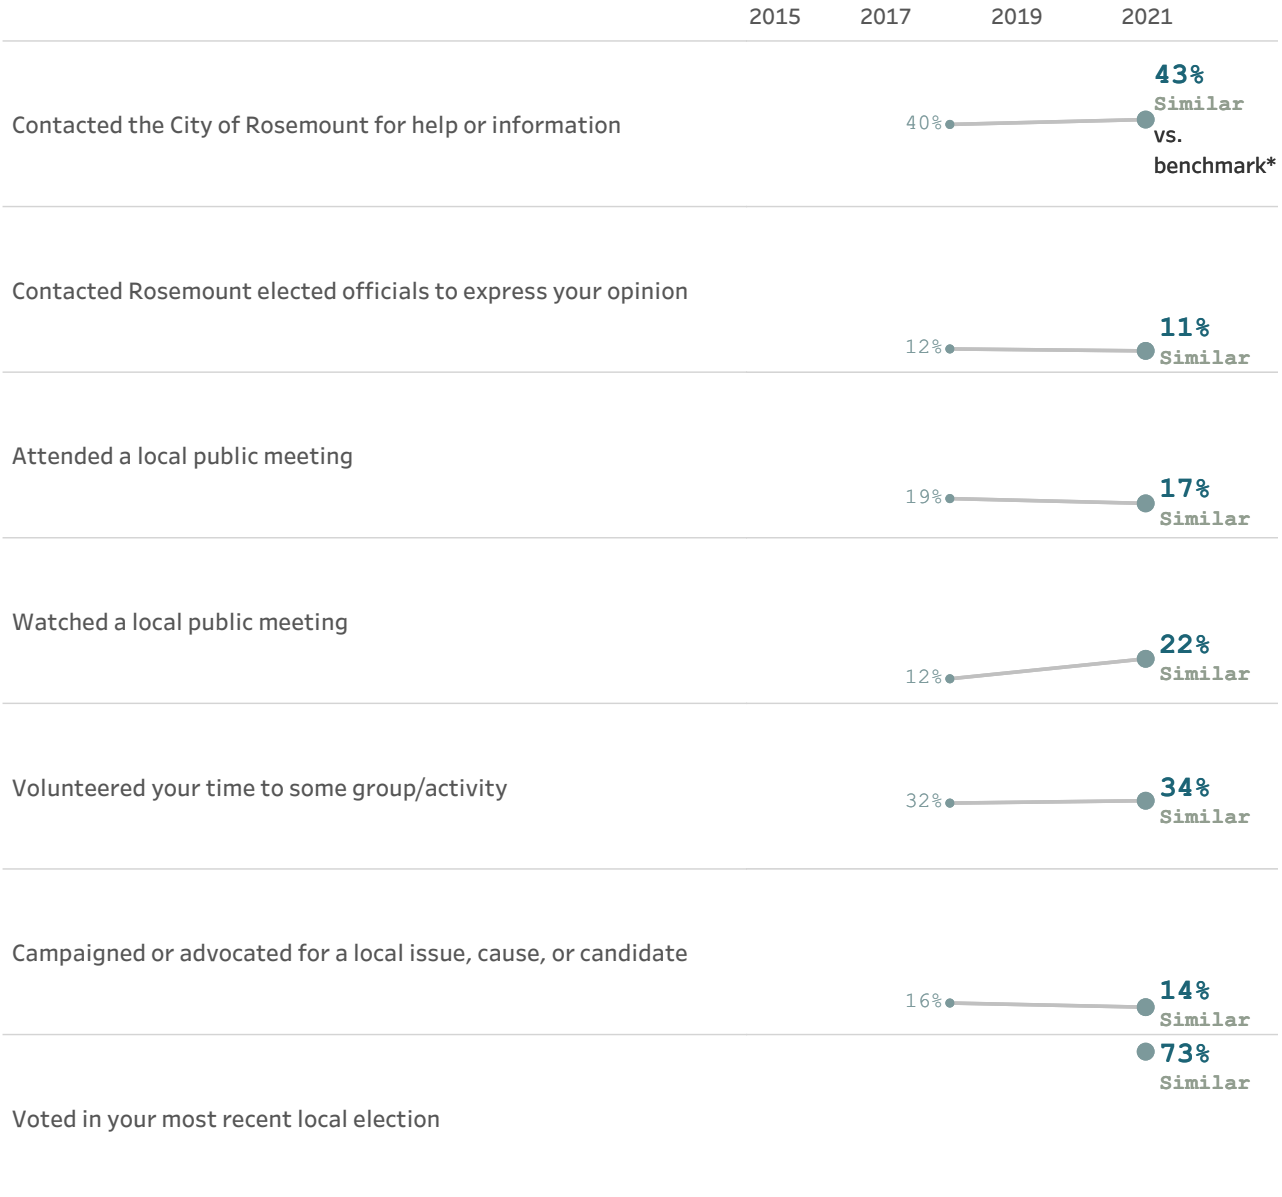 2015 2017 2019 2021
43%
Similar
Contacted the City of Rosemount for help or information 40%
vs.
benchmark*
Contacted Rosemount elected officials to express your opinion
11%
12%
Similar
Attended a local public meeting
17%
19%
Similar
Watched a local public meeting
22%
12% Similar
Volunteered your time to some group/activity 34%
32%
Similar
Campaigned or advocated for a local issue, cause, or candidate
14%
16%
Similar
73%
Similar
Voted in your most recent local election